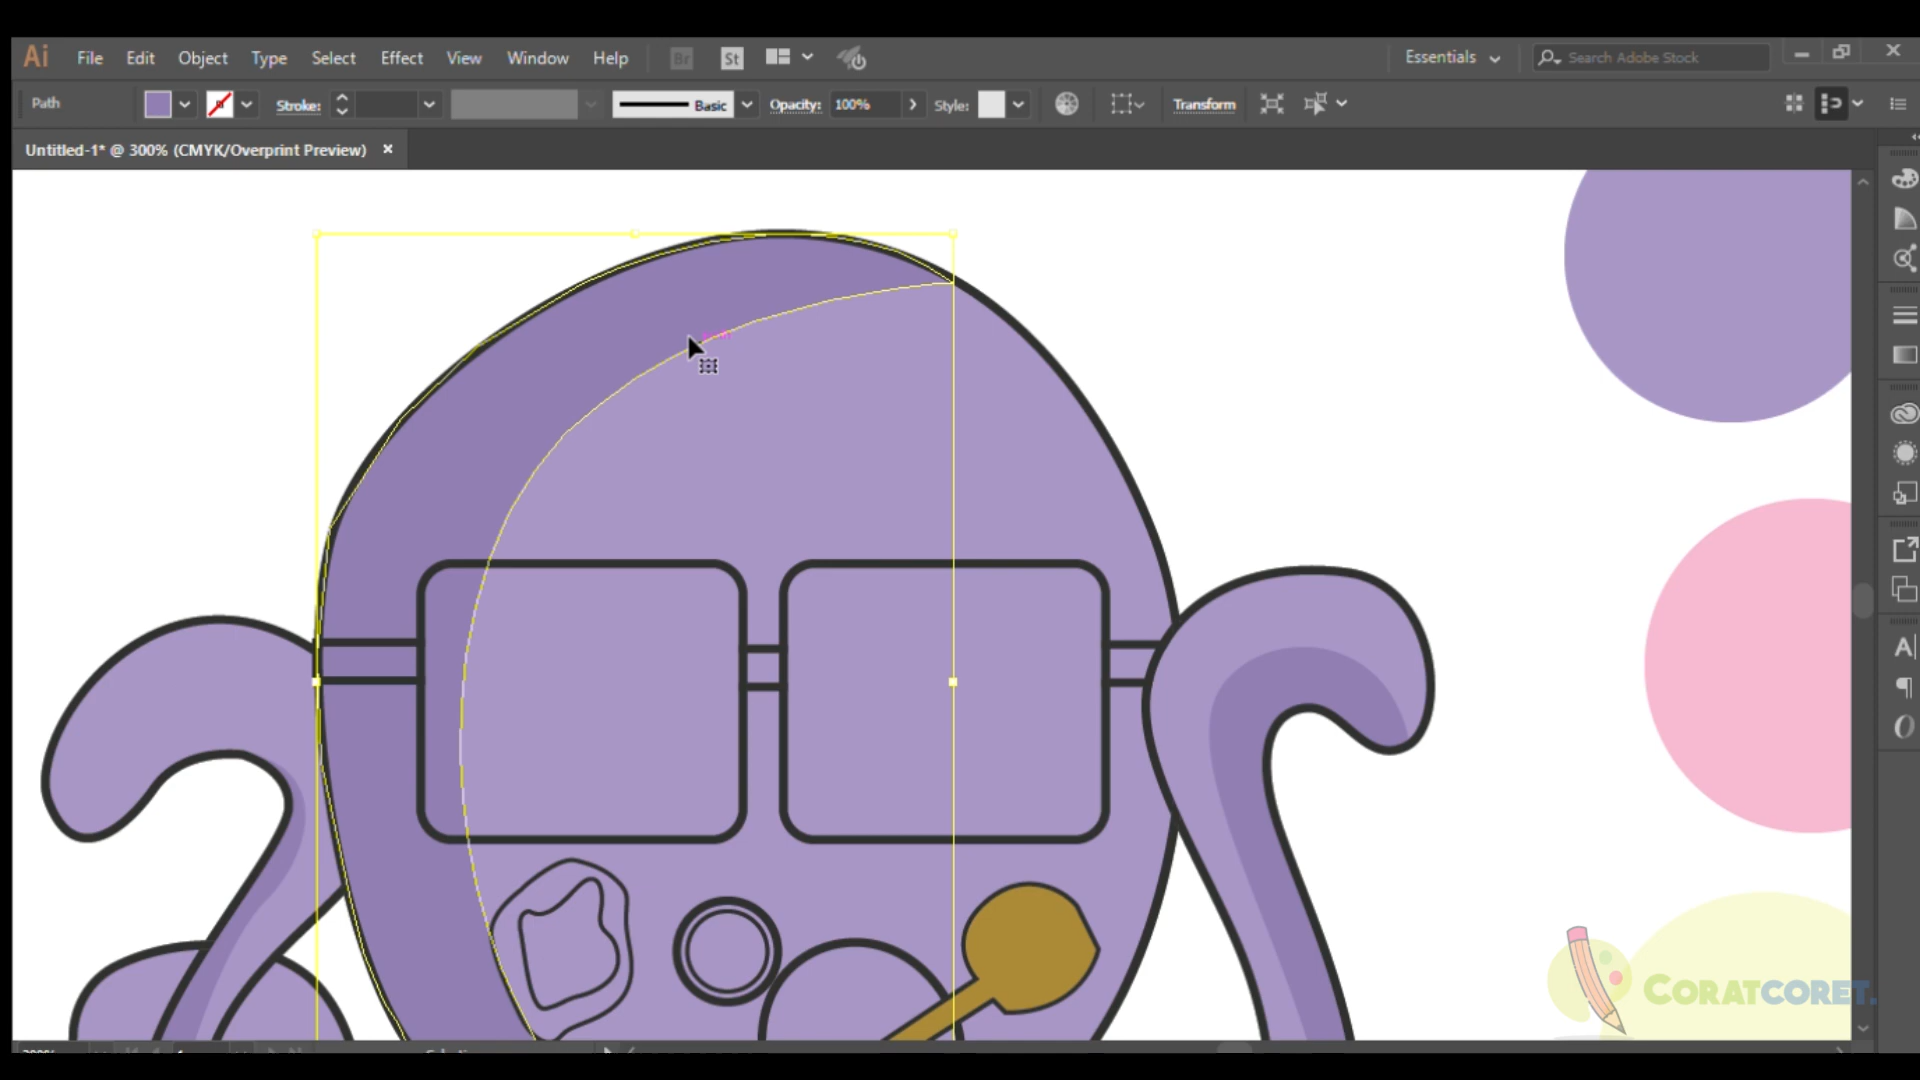 Ai File Edit Object Type Select Effect View Window Help Br St Essentials Search Adobe Stock
Path Stroke: Basic Opacity: 100% Style: Transform
Untitled-1* @ 300% (CMYK/Overprint Preview) ×
CORATCORET.